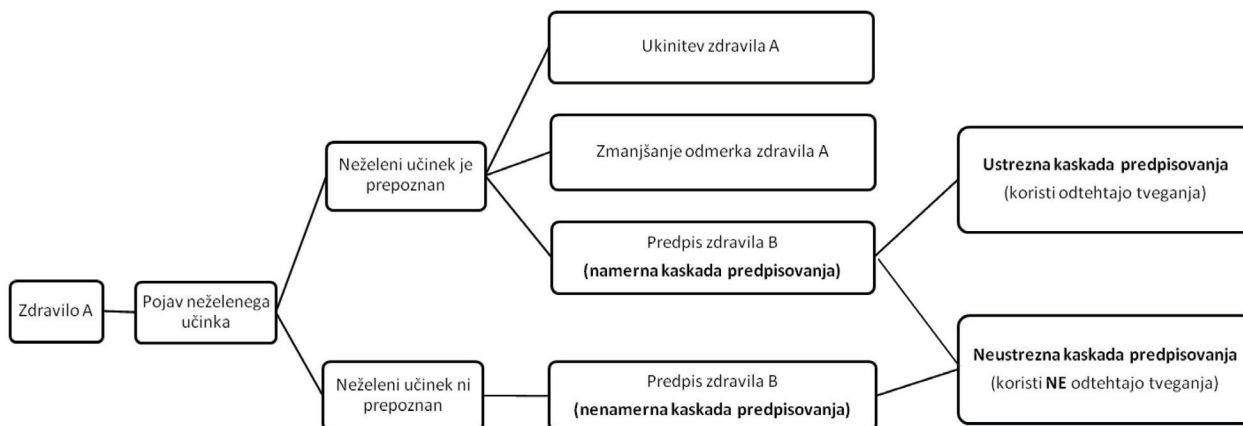 Zdravilo A
Pojav neželenega
učinka
Neželeni učinek je
prepoznan
Neželeni učinek ni
prepoznan
Ukinitev zdravila A
Zmanjšanje odmerka zdravila A
Predpis zdravila B
(namerna kaskada predpisovanja)
Predpis zdravila B
(nenamerna kaskada predpisovanja)
Ustrezna kaskada predpisovanja
(koristi odtehtajo tveganja)
Neustrezna kaskada predpisovanja
(koristi NE odtehtajo tveganja)